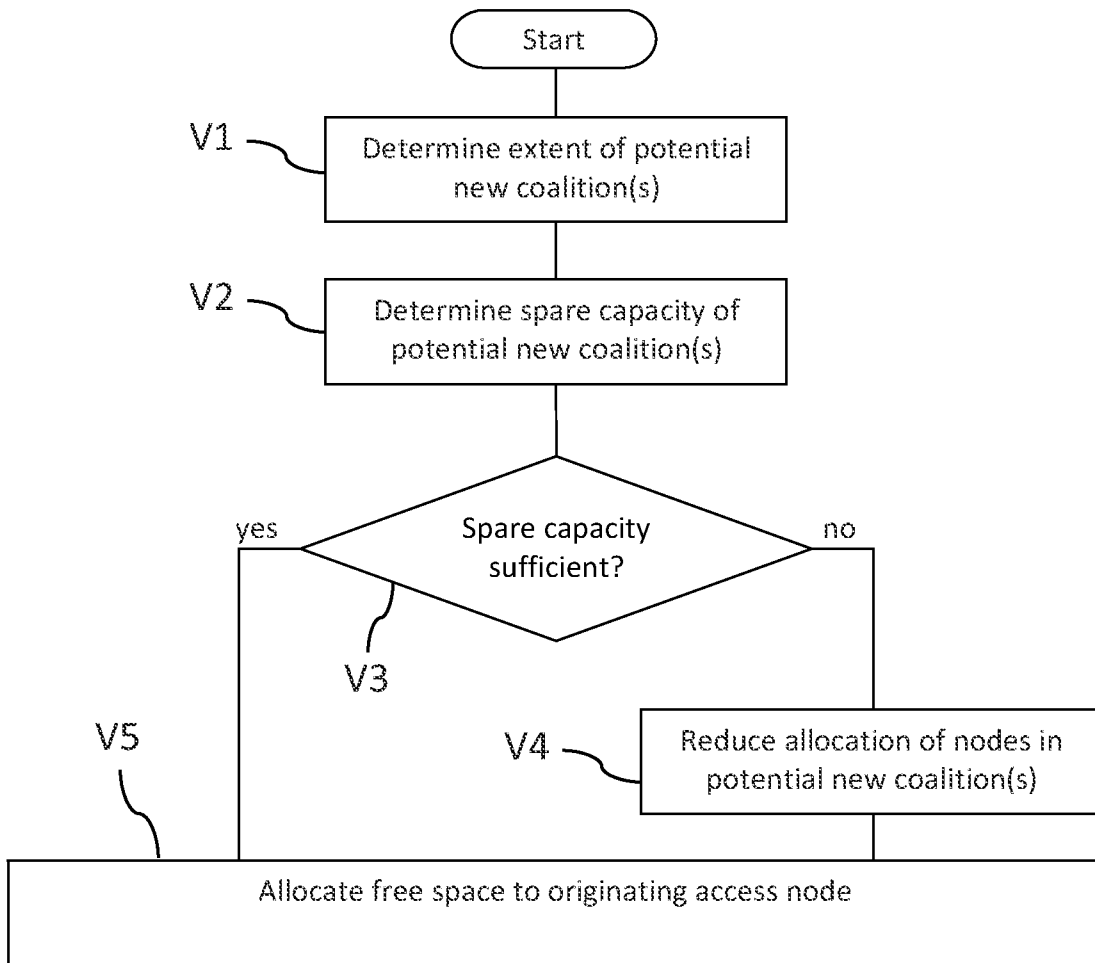 Start
V1
Determine extent of potential
new coalition(s)
V2
Determine spare capacity of
potential new coalition(s)
yes
Spare capacity
sufficient?
no
V3
V5
V4
Reduce allocation of nodes in
potential new coalition(s)
Allocate free space to originating access node